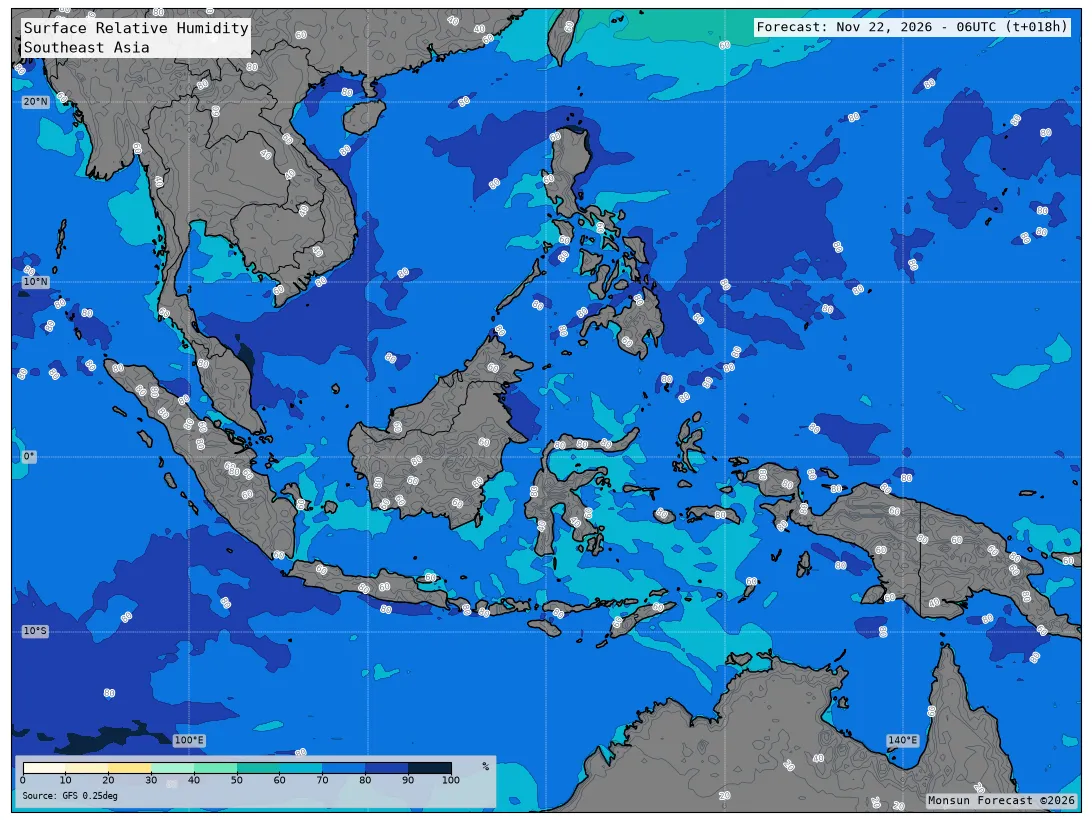 Surface Relative Humidity
Southeast Asia
Forecast: Nov 22, 2026 - 06UTC (t+018h)
20°N
10°N
0°
10°S
100°E
140°E
0 10 20 30 40 50 60 70 80 90 100
%
Source: GFS 0.25deg
Monsun Forecast ©2026